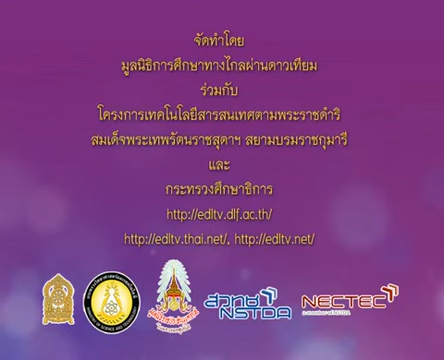 จัดทำโดย
มูลนิธิการศึกษาทางไกลผ่านดาวเทียม
ร่วมกับ
โครงการเทคโนโลยีสารสนเทศตามพระราชดำริ
สมเด็จพระเทพรัตนราชสุดาฯ สยามบรมราชกุมารี
และ
กระทรวงศึกษาธิการ
http://edltv.dlf.ac.th/
http://edltv.thai.net/, http://edltv.net/
สวทช
NSTDA
NECTEC
a member of NSTDA